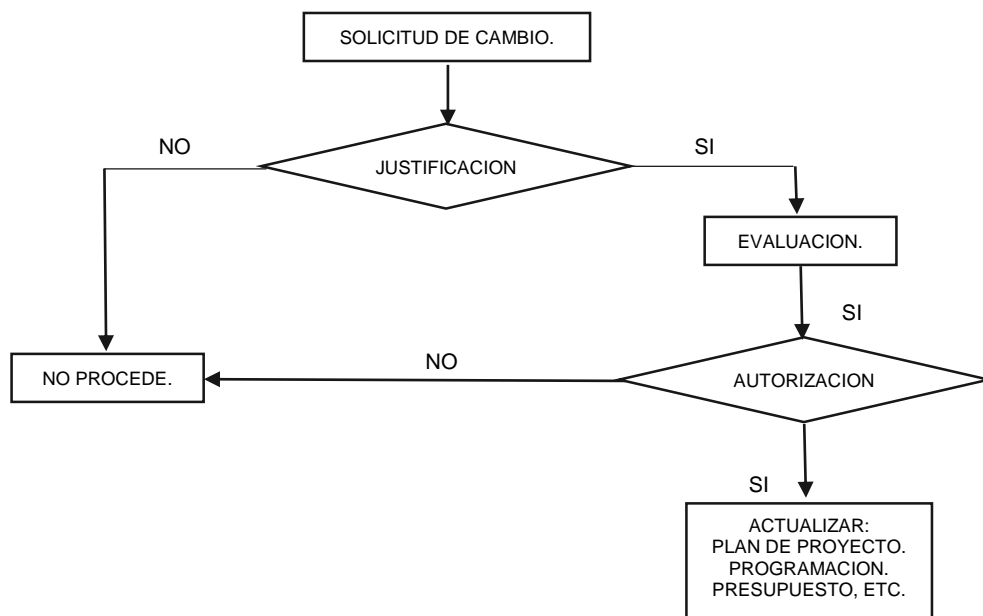 SOLICITUD DE CAMBIO.
NO
SI
JUSTIFICACION
EVALUACION.
SI
NO PROCEDE.
NO
AUTORIZACION
SI
ACTUALIZAR:
PLAN DE PROYECTO.
PROGRAMACION.
PRESUPUESTO, ETC.